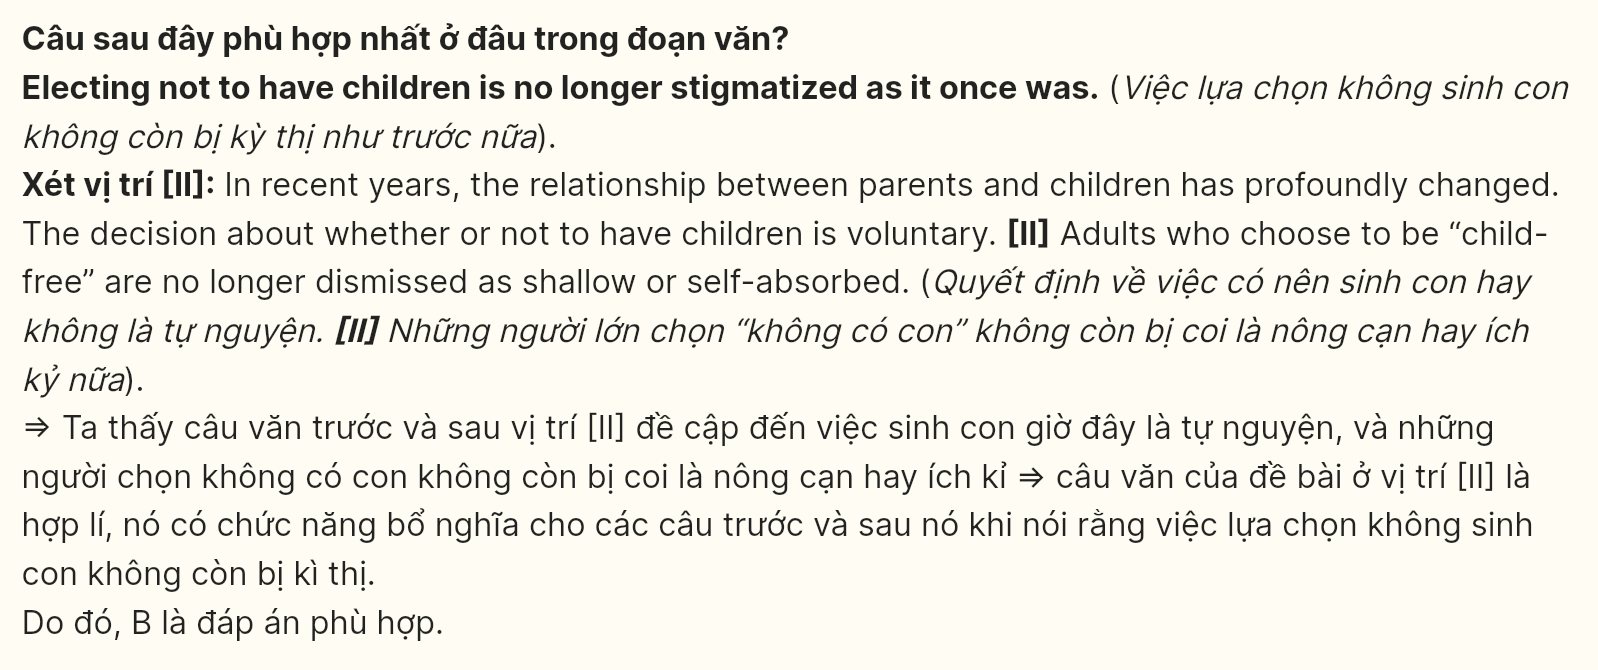 Câu sau đây phù hợp nhất ở đâu trong đoạn văn?
Electing not to have children is no longer stigmatized as it once was. (Việc lựa chọn không sinh con
không còn bị kỳ thị như trước nữa).
Xét vị trí [II]: In recent years, the relationship between parents and children has profoundly changed.
The decision about whether or not to have children is voluntary. [II] Adults who choose to be “child-
free” are no longer dismissed as shallow or self-absorbed. (Quyết định về việc có nên sinh con hay
không là tự nguyện. [II] Những người lớn chọn “không có con” không còn bị coi là nông cạn hay ích
kỷ nữa).
⇒ Ta thấy câu văn trước và sau vị trí [II] đề cập đến việc sinh con giờ đây là tự nguyện, và những
người chọn không có con không còn bị coi là nông cạn hay ích kỉ ⇒ câu văn của đề bài ở vị trí [II] là
hợp lí, nó có chức năng bổ nghĩa cho các câu trước và sau nó khi nói rằng việc lựa chọn không sinh
con không còn bị kì thị.
Do đó, B là đáp án phù hợp.